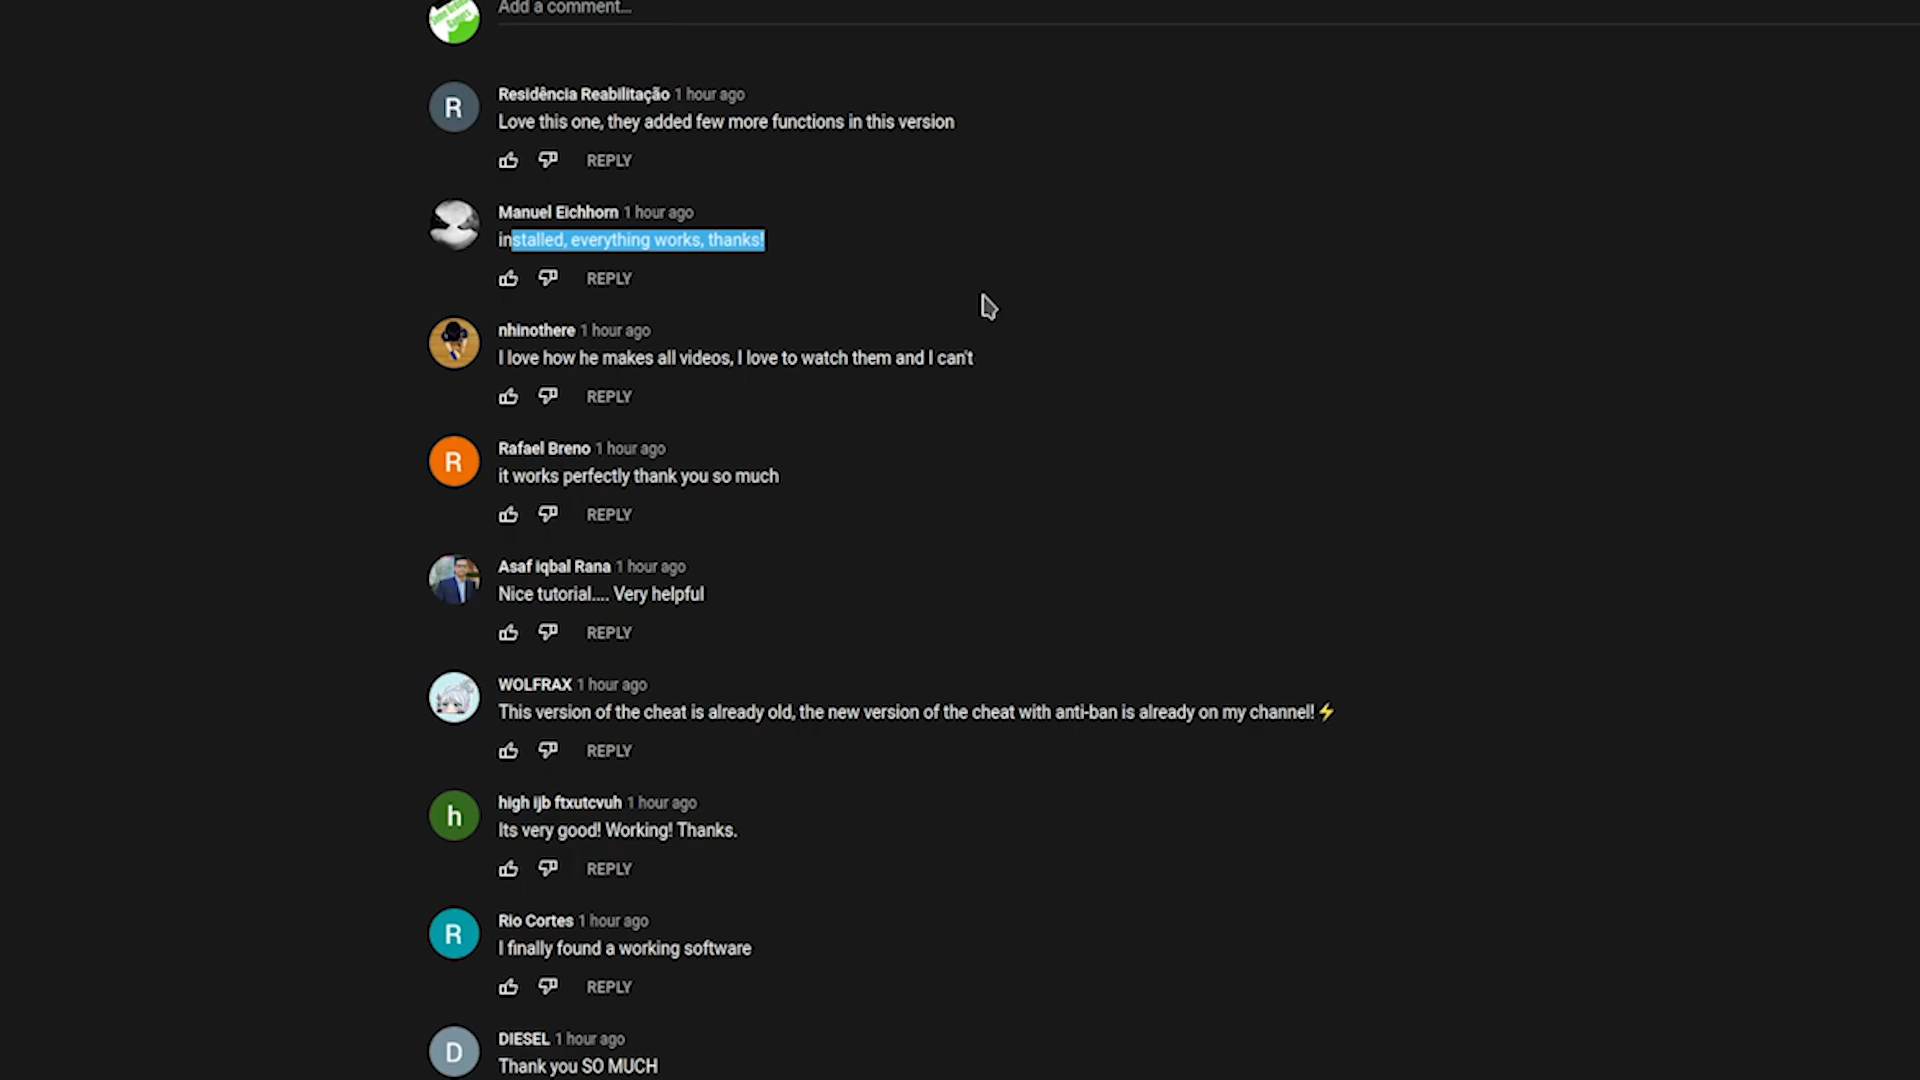 Add a comment...
Residência Reabilitação 1 hour ago
Love this one, they added few more functions in this version
REPLY
Manuel Eichhorn 1 hour ago
installed, everything works, thanks!
REPLY
nhinothere 1 hour ago
I love how he makes all videos, I love to watch them and I can't
REPLY
R
Rafael Breno 1 hour ago
it works perfectly thank you so much
REPLY
Asaf iqbal Rana 1 hour ago
Nice tutorial.... Very helpful
REPLY
WOLFRAX 1 hour ago
This version of the cheat is already old, the new version of the cheat with anti-ban is already on my channel!⚡
REPLY
h
high ijb ftxutcvuh 1 hour ago
Its very good! Working! Thanks.
REPLY
R
Rio Cortes 1 hour ago
I finally found a working software
REPLY
D
DIESEL 1 hour ago
Thank you SO MUCH